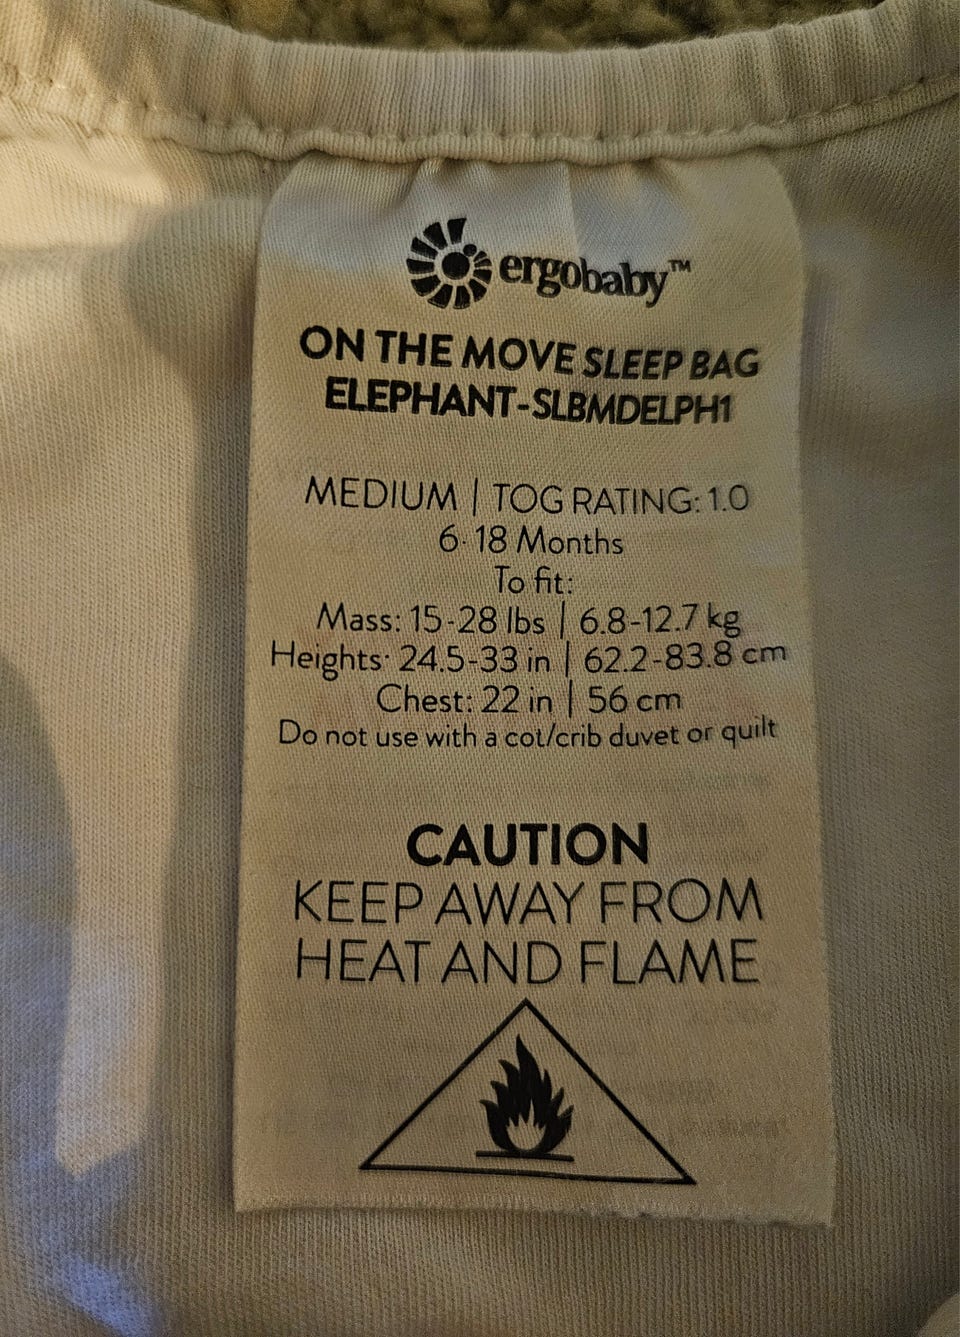 ergobaby™
ON THE MOVE SLEEP BAG
ELEPHANT-SLBMDELPH1
MEDIUM | TOG RATING: 1.0
6-18 Months
To fit:
Mass: 15-28 lbs | 6.8-12.7 kg
Heights: 24.5-33 in | 62.2-83.8 cm
Chest: 22 in | 56 cm
Do not use with a cot/crib duvet or quilt
CAUTION
KEEP AWAY FROM
HEAT AND FLAME